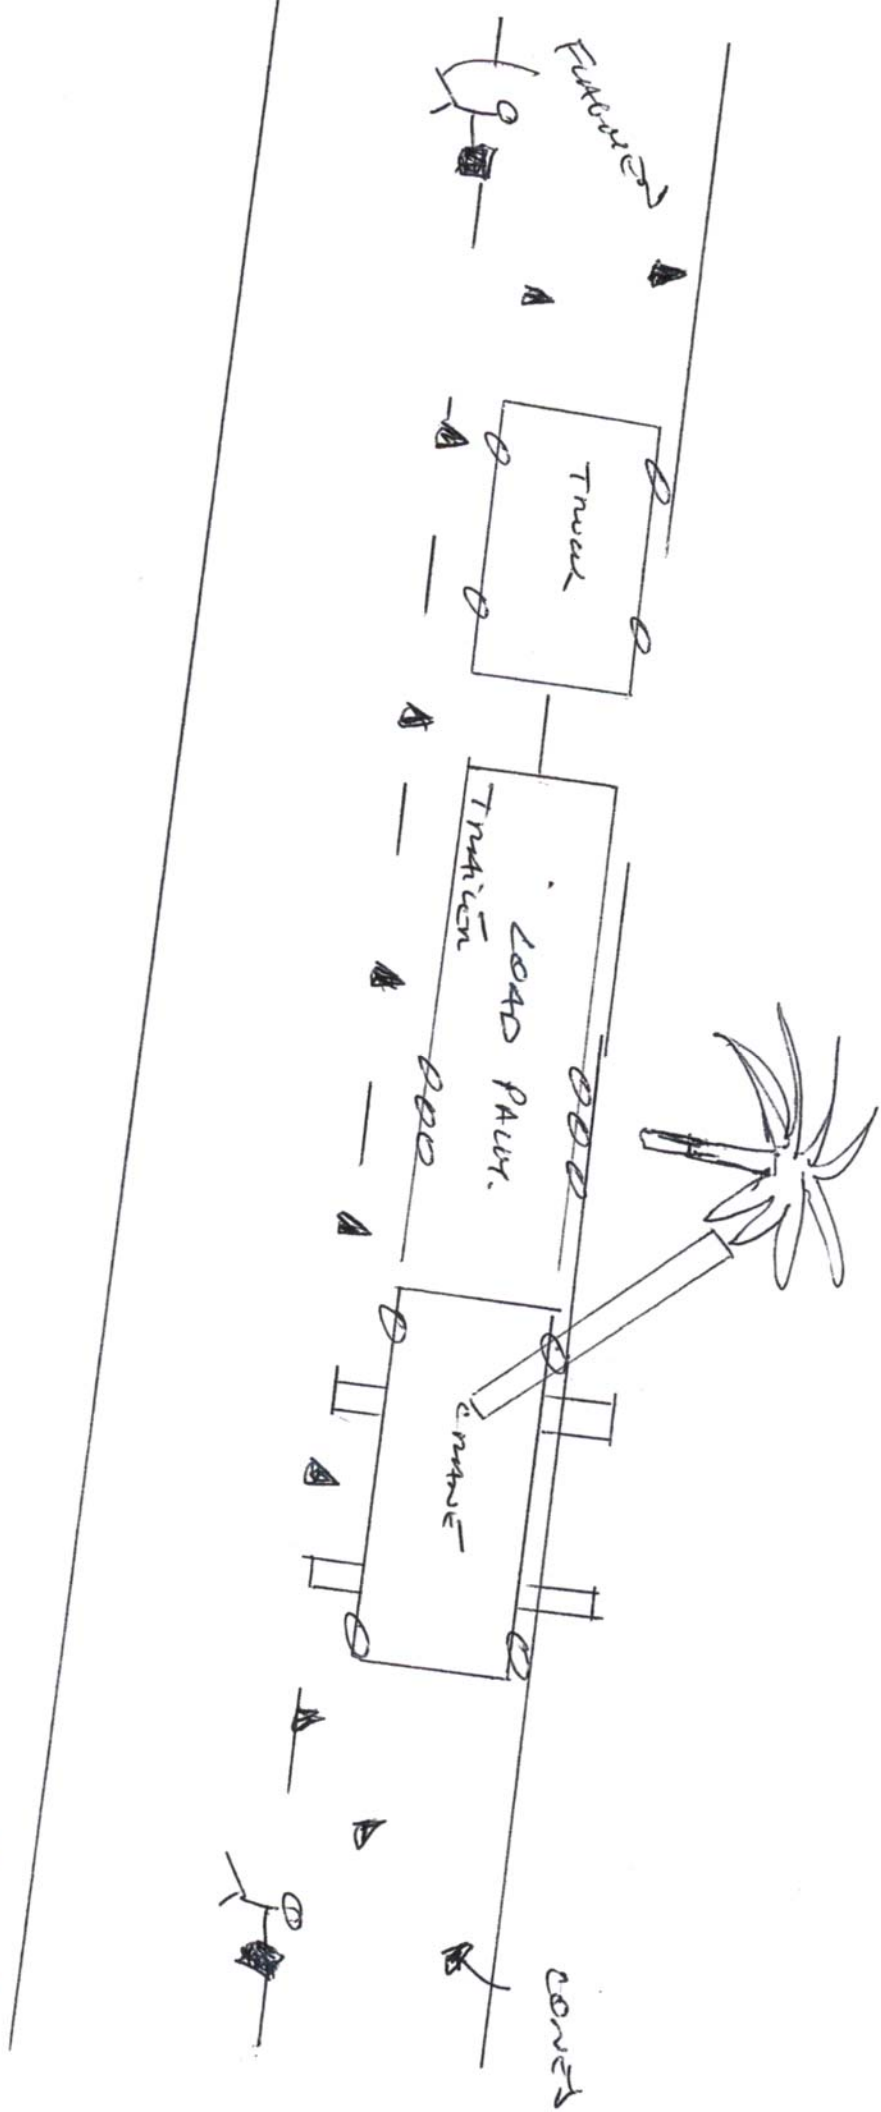 FLAGGER
TRUCK
TRAILER
LOAD PALM.
CRANE
CONES